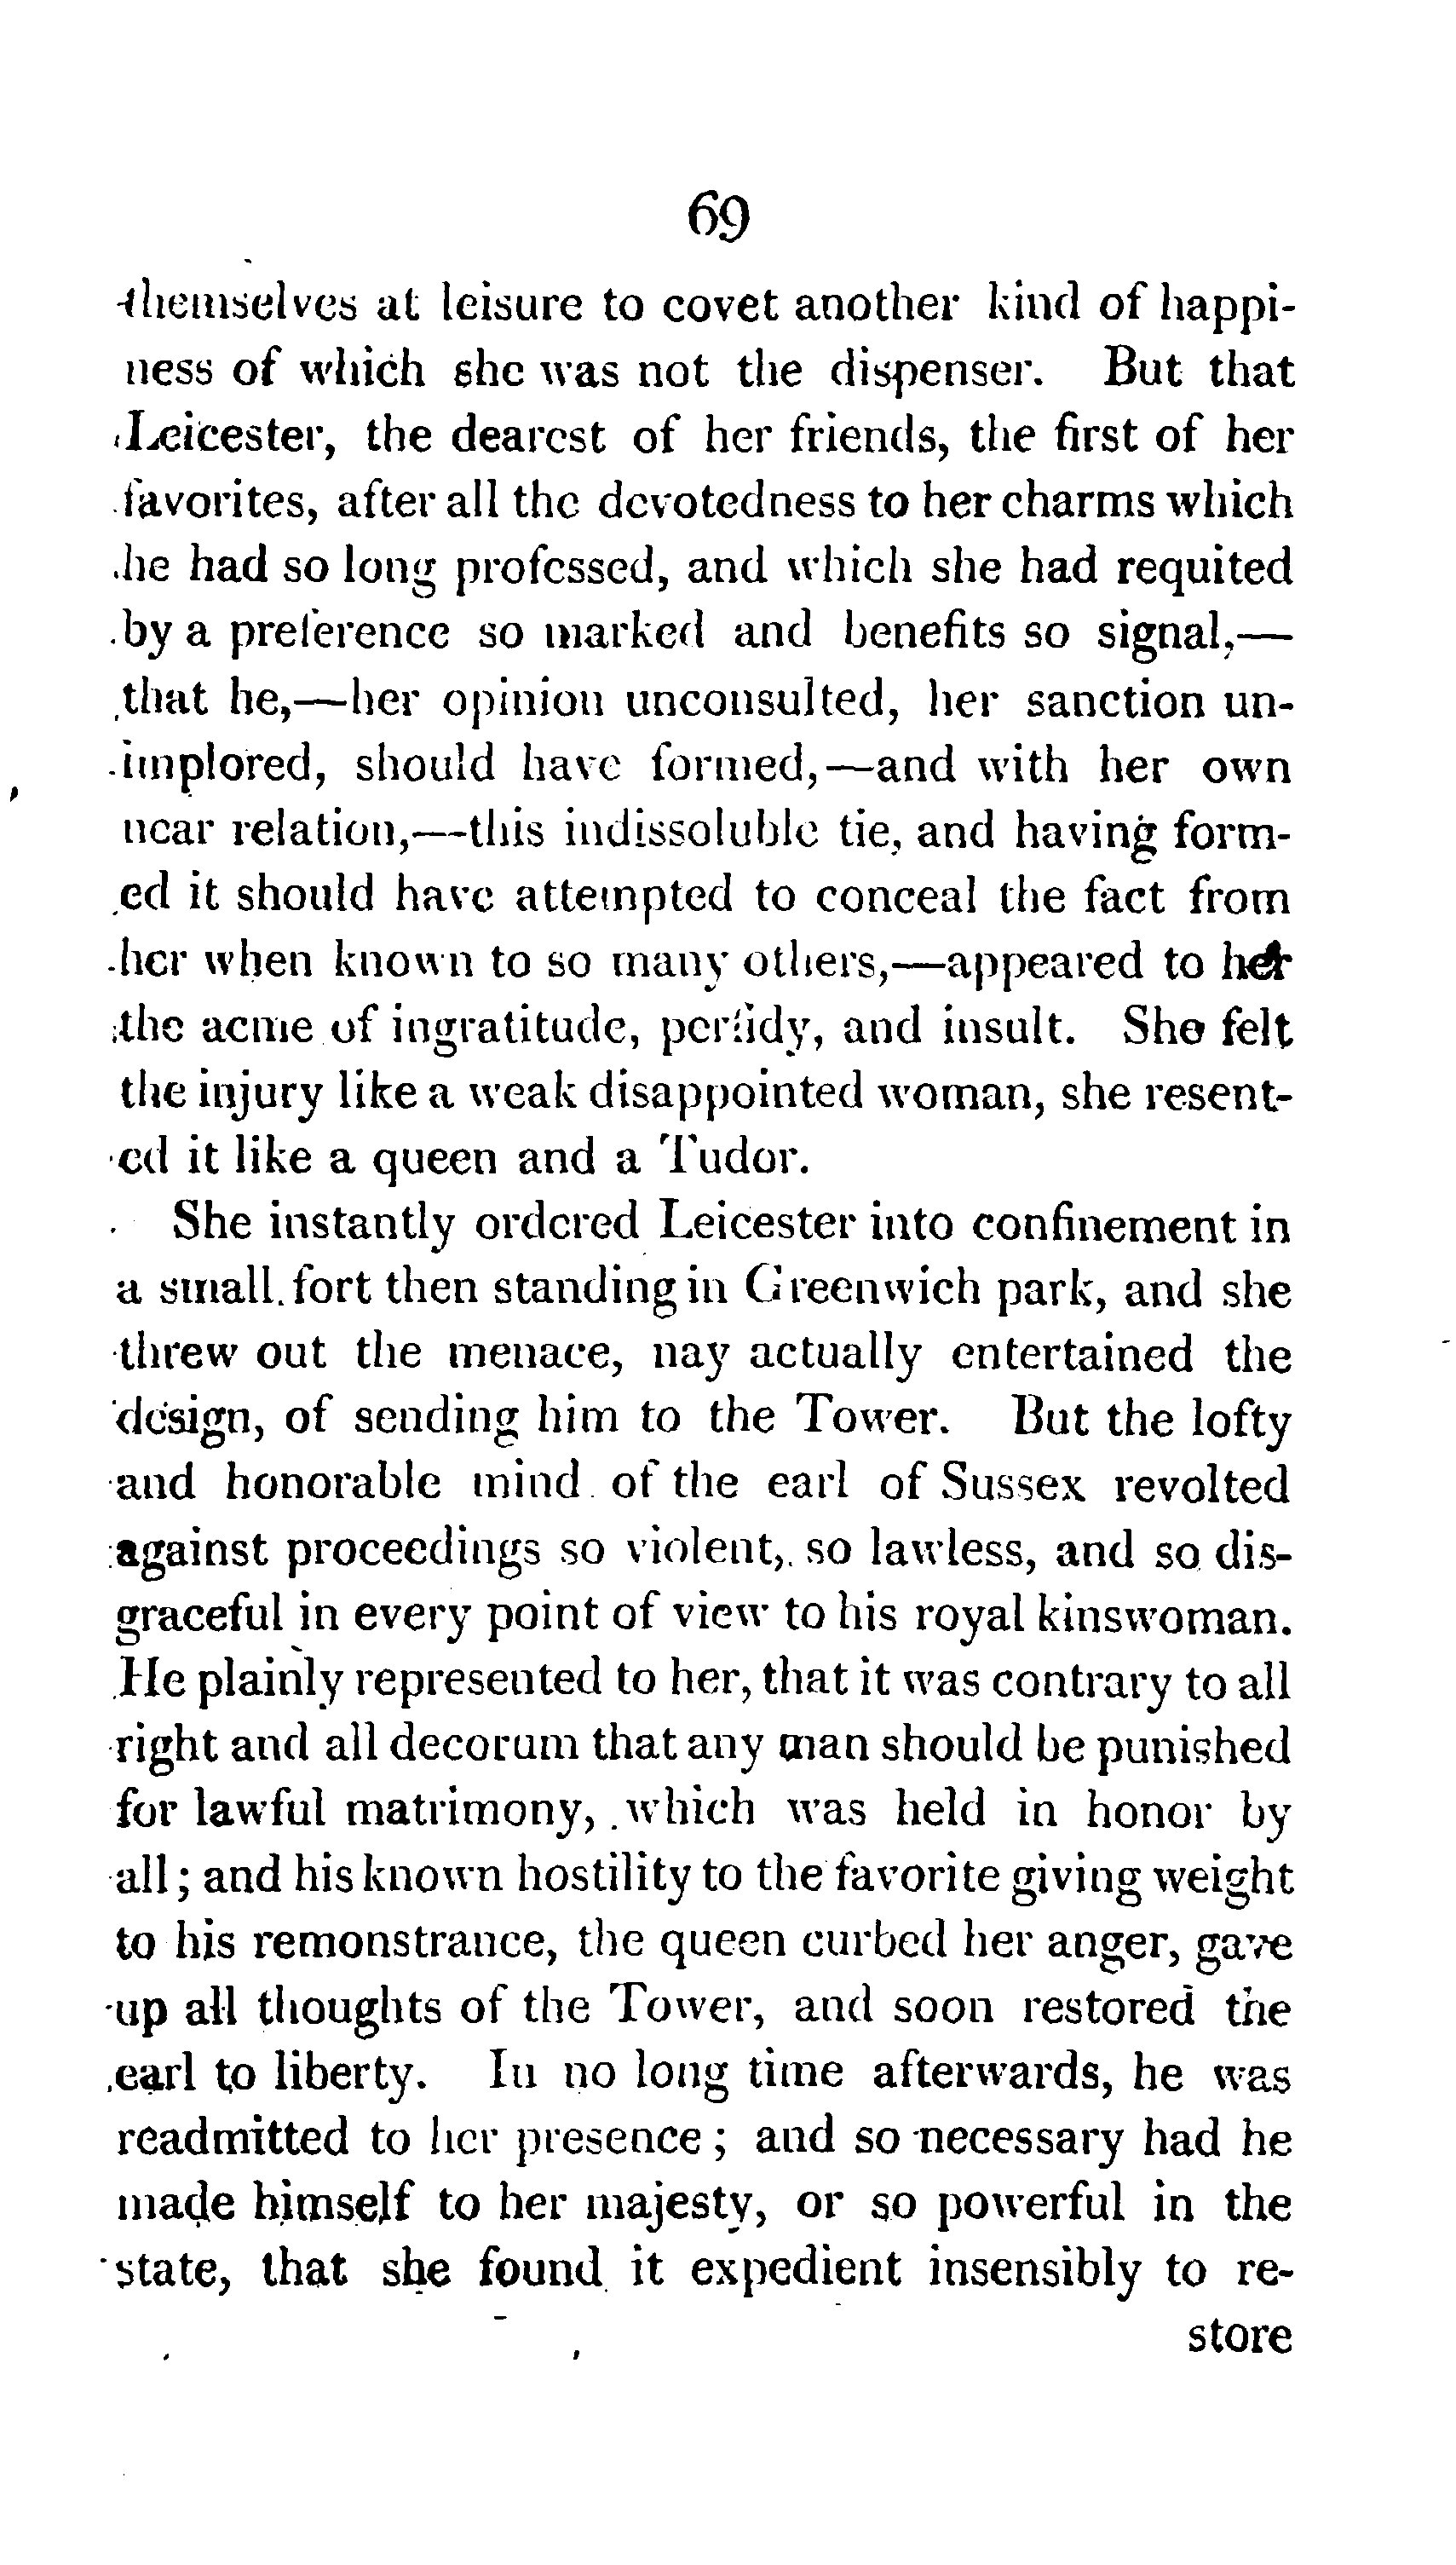 69
themselves at leisure to covet another kind of happi-
ness of which she was not the dispenser. But that
Leicester, the dearest of her friends, the first of her
favorites, after all the devotedness to her charms which
he had so long professed, and which she had requited
by a preference so marked and benefits so signal,—
that he,—her opinion unconsulted, her sanction un-
implored, should have formed,—and with her own
near relation,—this indissoluble tie, and having form-
ed it should have attempted to conceal the fact from
her when known to so many others,—appeared to her
the acme of ingratitude, perfidy, and insult. She felt
the injury like a weak disappointed woman, she resent-
ed it like a queen and a Tudor.
She instantly ordered Leicester into confinement in
a small fort then standing in Greenwich park, and she
threw out the menace, nay actually entertained the
design, of sending him to the Tower. But the lofty
and honorable mind of the earl of Sussex revolted
against proceedings so violent, so lawless, and so dis-
graceful in every point of view to his royal kinswoman.
He plainly represented to her, that it was contrary to all
right and all decorum that any man should be punished
for lawful matrimony, which was held in honor by
all; and his known hostility to the favorite giving weight
to his remonstrance, the queen curbed her anger, gave
up all thoughts of the Tower, and soon restored the
earl to liberty. In no long time afterwards, he was
readmitted to her presence; and so necessary had he
made himself to her majesty, or so powerful in the
state, that she found it expedient insensibly to re-
store